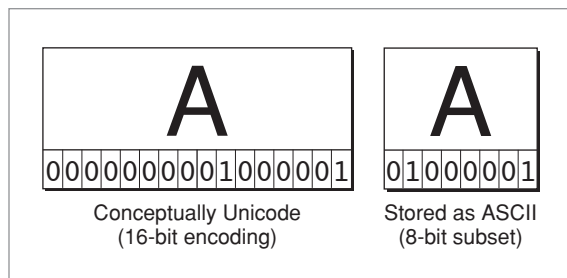 A
0000000001000001
Conceptually Unicode
(16-bit encoding)
A
01000001
Stored as ASCII
(8-bit subset)